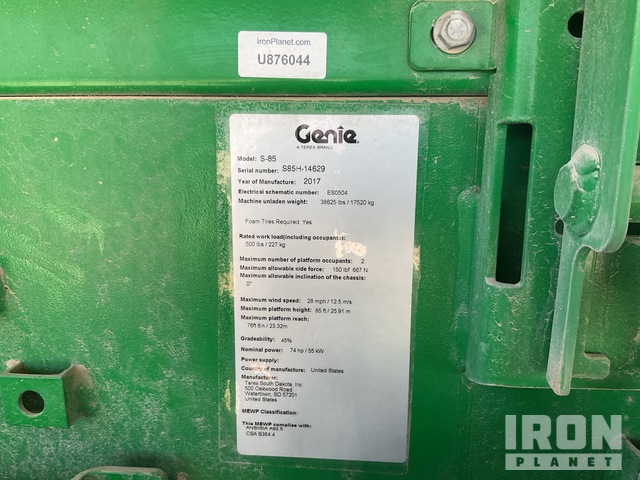 IronPlanet.com
U876044
Genie
A TEREX BRAND
Model: S-85
Serial number: S85H-14629
Year of Manufacture: 2017
Electrical schematic number: ES0504
Machine unladen weight: 38625 lbs / 17520 kg
Foam Tires Required: Yes
Rated work load(including occupants):
500 lbs / 227 kg
Maximum number of platform occupants: 2
Maximum allowable side force: 150 lbf, 667 N
Maximum allowable inclination of the chassis:
0°
Maximum wind speed: 28 mph / 12.5 m/s
Maximum platform height: 85 ft / 25.91 m
Maximum platform reach:
76ft 6in / 23.32m
Gradeability: 45%
Nominal power: 74 hp / 55 kW
Power supply:
Country of manufacture: United States
Manufacturer:
Terex South Dakota, Inc
500 Oakwood Road
Watertown, SD 57201
United States
MEWP Classification:
This MEWP complies with:
ANSI/SIA A92.5
CSA B354.4
IRON
PLANET